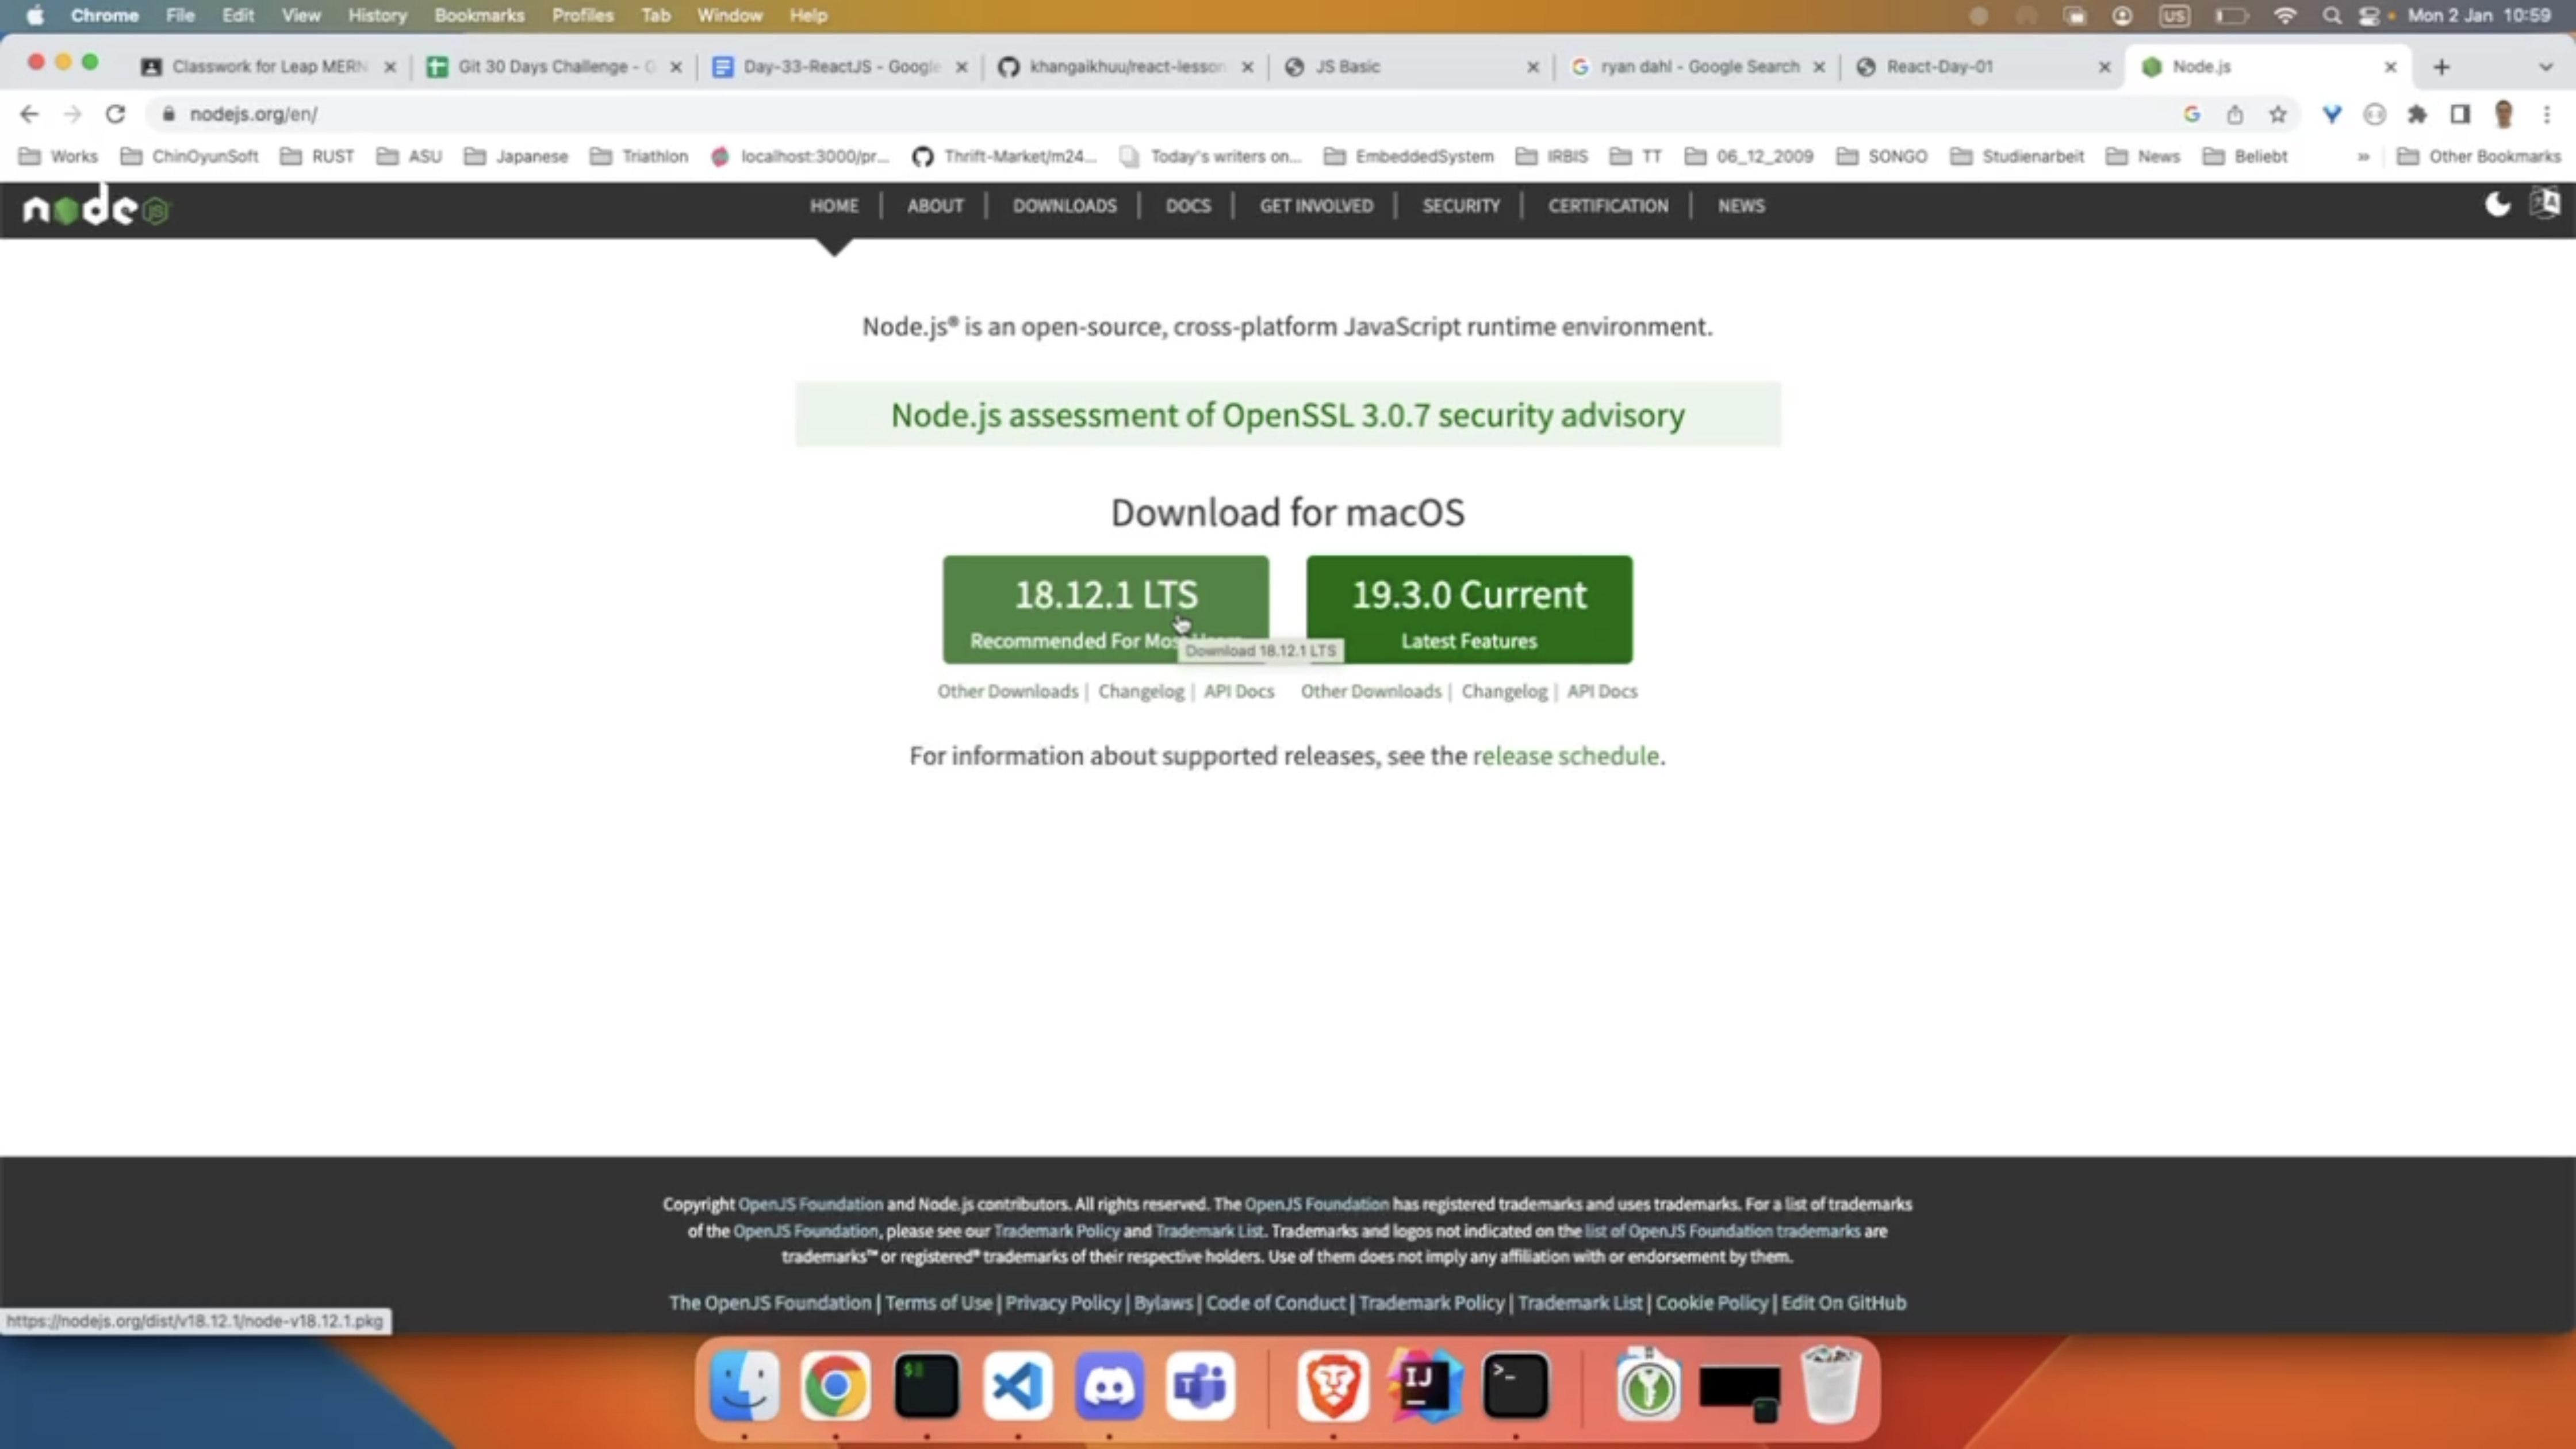 Chrome File Edit View History Bookmarks Profiles Tab Window Help US Mon 2 Jan 10:59
Classwork for Leap MERN Git 30 Days Challenge - G Day-33-ReactJS - Google khangaikhuu/react-lesson JS Basic ryan dahl - Google Search React-Day-01 Node.js
nodejs.org/en/
Works ChinOyunSoft RUST ASU Japanese Triathlon localhost:3000/pr... Thrift-Market/m24... Today's writers on... EmbeddedSystem IRBIS TT 06_12_2009 SONGO Studienarbeit News Beliebt » Other Bookmarks
node JS HOME | ABOUT | DOWNLOADS | DOCS | GET INVOLVED | SECURITY | CERTIFICATION | NEWS
Node.js® is an open-source, cross-platform JavaScript runtime environment.
Node.js assessment of OpenSSL 3.0.7 security advisory
Download for macOS
18.12.1 LTS
Recommended For Most
Download 18.12.1 LTS
19.3.0 Current
Latest Features
Other Downloads | Changelog | API Docs Other Downloads | Changelog | API Docs
For information about supported releases, see the release schedule.
Copyright OpenJS Foundation and Node.js contributors. All rights reserved. The OpenJS Foundation has registered trademarks and uses trademarks. For a list of trademarks
of the OpenJS Foundation, please see our Trademark Policy and Trademark List. Trademarks and logos not indicated on the list of OpenJS Foundation trademarks are
trademarks™ or registered® trademarks of their respective holders. Use of them does not imply any affiliation with or endorsement by them.
The OpenJS Foundation | Terms of Use | Privacy Policy | Bylaws | Code of Conduct | Trademark Policy | Trademark List | Cookie Policy | Edit On GitHub
https://nodejs.org/dist/v18.12.1/node-v18.12.1.pkg
$
T
IJ
>_